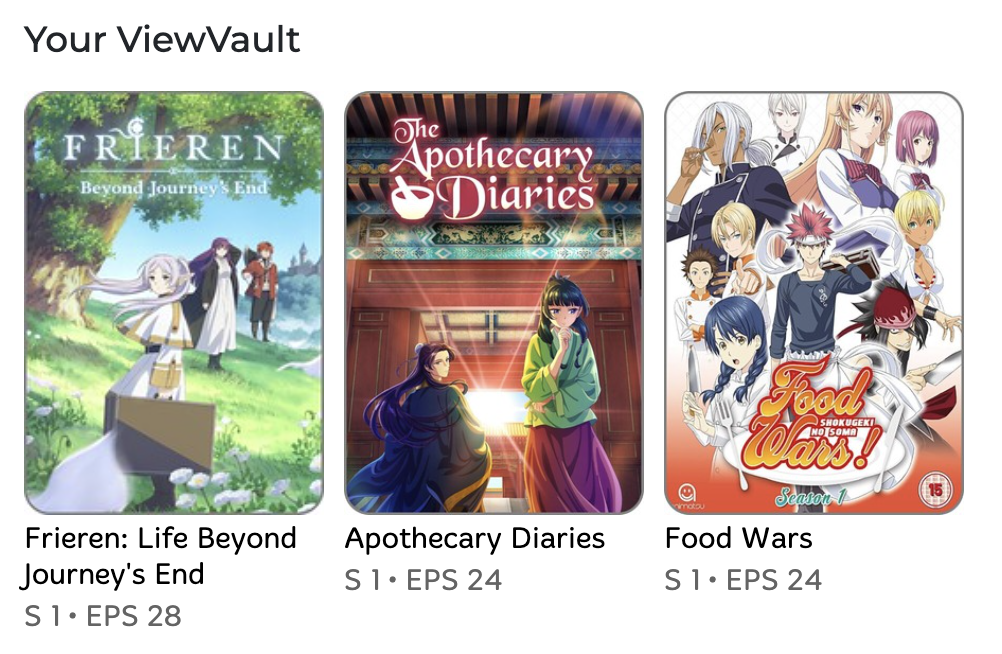 Your ViewVault
FRIEREN
Beyond Journey's End
The
Apothecary
Diaries
Food
SHOKUGEKI
NO SOMA
Wars!
Season 1
15
Frieren: Life Beyond
Journey's End
S 1 • EPS 28
Apothecary Diaries
S 1 • EPS 24
Food Wars
S 1 • EPS 24